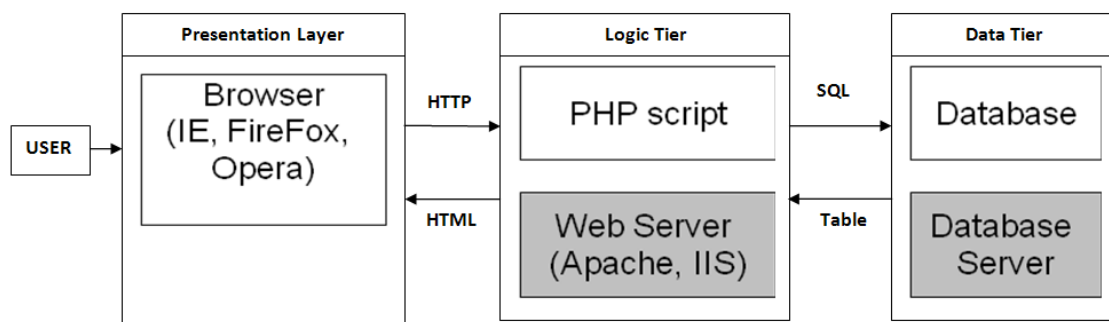 Presentation Layer
Browser
(IE, FireFox,
Opera)
USER
HTTP
HTML
Logic Tier
PHP script
Web Server
(Apache, IIS)
SQL
Table
Data Tier
Database
Database
Server